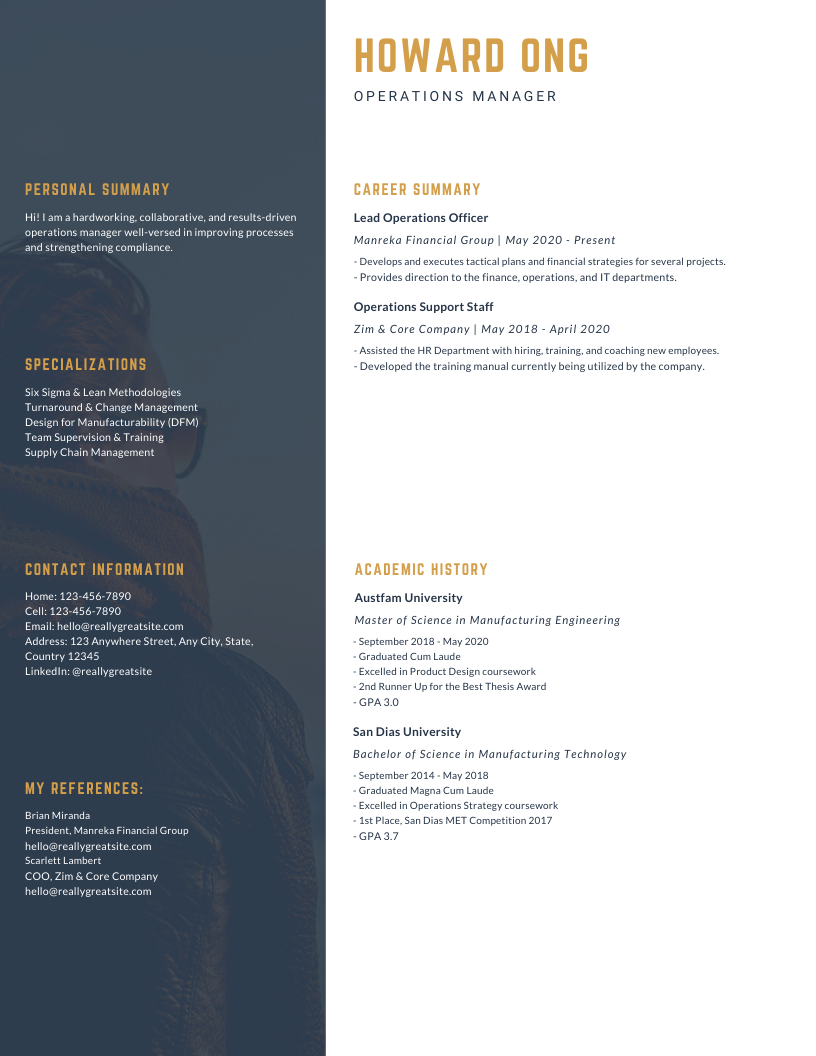 HOWARD ONG
OPERATIONS MANAGER
PERSONAL SUMMARY
Hi! I am a hardworking, collaborative, and results-driven
operations manager well-versed in improving processes
and strengthening compliance.
SPECIALIZATIONS
Six Sigma & Lean Methodologies
Turnaround & Change Management
Design for Manufacturability (DFM)
Team Supervision & Training
Supply Chain Management
CONTACT INFORMATION
Home: 123-456-7890
Cell: 123-456-7890
Email: hello@reallygreatsite.com
Address: 123 Anywhere Street, Any City, State,
Country 12345
LinkedIn: @reallygreatsite
MY REFERENCES:
Brian Miranda
President, Manreka Financial Group
hello@reallygreatsite.com
Scarlett Lambert
COO, Zim & Core Company
hello@reallygreatsite.com
CAREER SUMMARY
Lead Operations Officer
Manreka Financial Group | May 2020 - Present
- Develops and executes tactical plans and financial strategies for several projects.
- Provides direction to the finance, operations, and IT departments.
Operations Support Staff
Zim & Core Company | May 2018 - April 2020
- Assisted the HR Department with hiring, training, and coaching new employees.
- Developed the training manual currently being utilized by the company.
ACADEMIC HISTORY
Austfam University
Master of Science in Manufacturing Engineering
- September 2018 - May 2020
- Graduated Cum Laude
- Excelled in Product Design coursework
- 2nd Runner Up for the Best Thesis Award
- GPA 3.0
San Dias University
Bachelor of Science in Manufacturing Technology
- September 2014 - May 2018
- Graduated Magna Cum Laude
- Excelled in Operations Strategy coursework
- 1st Place, San Dias MET Competition 2017
- GPA 3.7